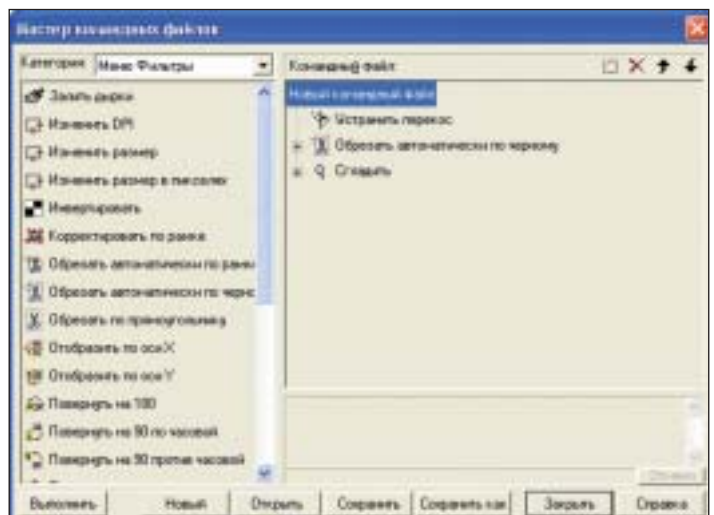 Мастер командных файлов
Категория Меню Фильтры
Залить дырки
Изменить DPI
Изменить размер
Изменить размер в пикселях
Инвертировать
Корректировать по рамке
Обрезать автоматически по рамк
Обрезать автоматически по черно
Обрезать по прямоугольнику
Отобразить по оси X
Отобразить по оси Y
Повернуть на 180
Повернуть на 90 по часовой
Повернуть на 90 против часовой
Командный файл
Новый командный файл
Устранить перекос
Обрезать автоматически по черному
Сгладить
Выполнить Новый Открыть Сохранить Сохранить как Закрыть Справка